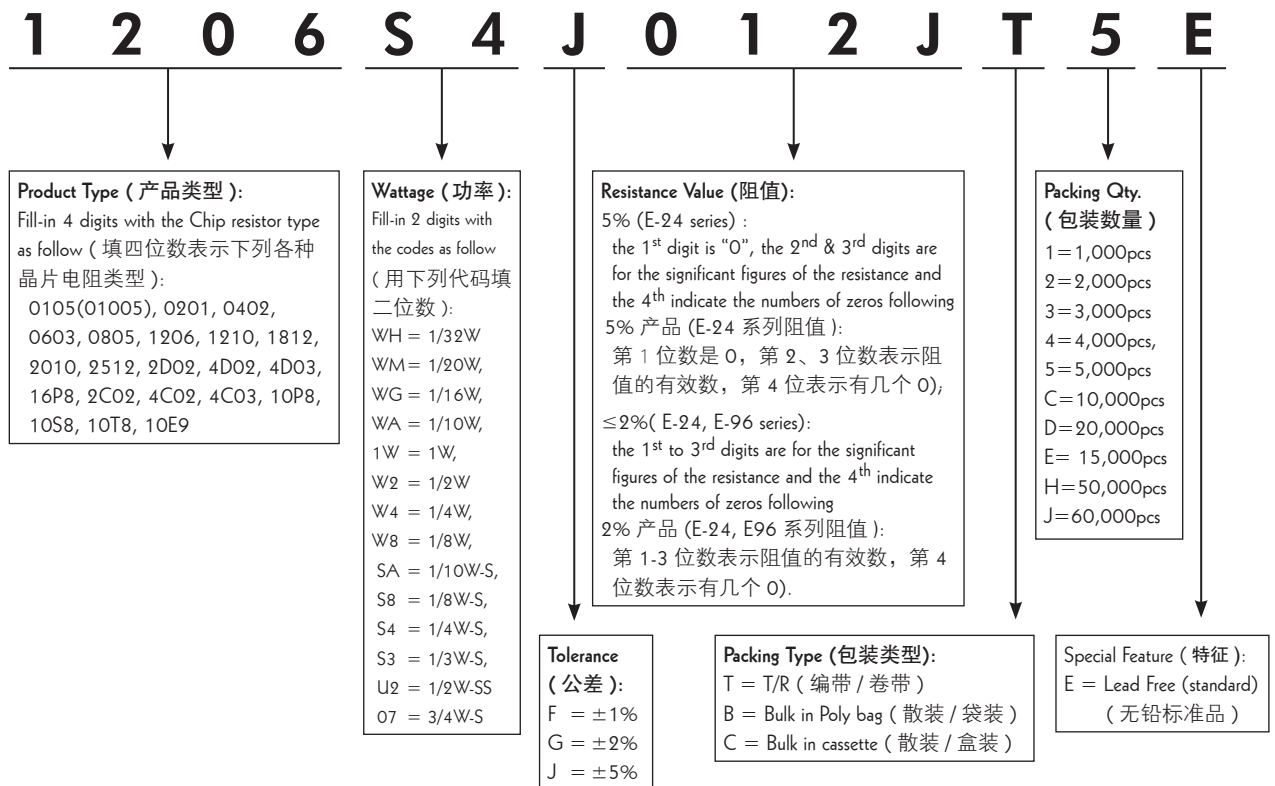 1 2 0 6 S 4 J 0 1 2 J T 5 E
Product Type ( 产品类型 ):
Fill-in 4 digits with the Chip resistor type
as follow ( 填四位数表示下列各种
晶片电阻类型 ):
0105(01005), 0201, 0402,
0603, 0805, 1206, 1210, 1812,
2010, 2512, 2D02, 4D02, 4D03,
16P8, 2C02, 4C02, 4C03, 10P8,
10S8, 10T8, 10E9
Wattage ( 功率 ):
Fill-in 2 digits with
the codes as follow
( 用下列代码填
二位数 ):
WH = 1/32W
WM= 1/20W,
WG = 1/16W,
WA = 1/10W,
1W = 1W,
W2 = 1/2W
W4 = 1/4W,
W8 = 1/8W,
SA = 1/10W-S,
S8 = 1/8W-S,
S4 = 1/4W-S,
S3 = 1/3W-S,
U2 = 1/2W-SS
07 = 3/4W-S
Tolerance
( 公差 ):
F = ±1%
G = ±2%
J = ±5%
Resistance Value (阻值):
5% (E-24 series) :
the 1st digit is “0”, the 2nd & 3rd digits are
for the significant figures of the resistance and
the 4th indicate the numbers of zeros following
5% 产品 (E-24 系列阻值 ):
第 1 位数是 0，第 2、3 位数表示阻
值的有效数，第 4 位表示有几个 0);
≤2%( E-24, E-96 series):
the 1st to 3rd digits are for the significant
figures of the resistance and the 4th indicate
the numbers of zeros following
2% 产品 (E-24, E96 系列阻值 ):
第 1-3 位数表示阻值的有效数，第 4
位数表示有几个 0).
Packing Type (包装类型):
T = T/R ( 编带 / 卷带 )
B = Bulk in Poly bag ( 散装 / 袋装 )
C = Bulk in cassette ( 散装 / 盒装 )
Packing Qty.
( 包装数量 )
1=1,000pcs
2=2,000pcs
3=3,000pcs
4=4,000pcs,
5=5,000pcs
C=10,000pcs
D=20,000pcs
E= 15,000pcs
H=50,000pcs
J=60,000pcs
Special Feature ( 特征 ):
E = Lead Free (standard)
( 无铅标准品 )